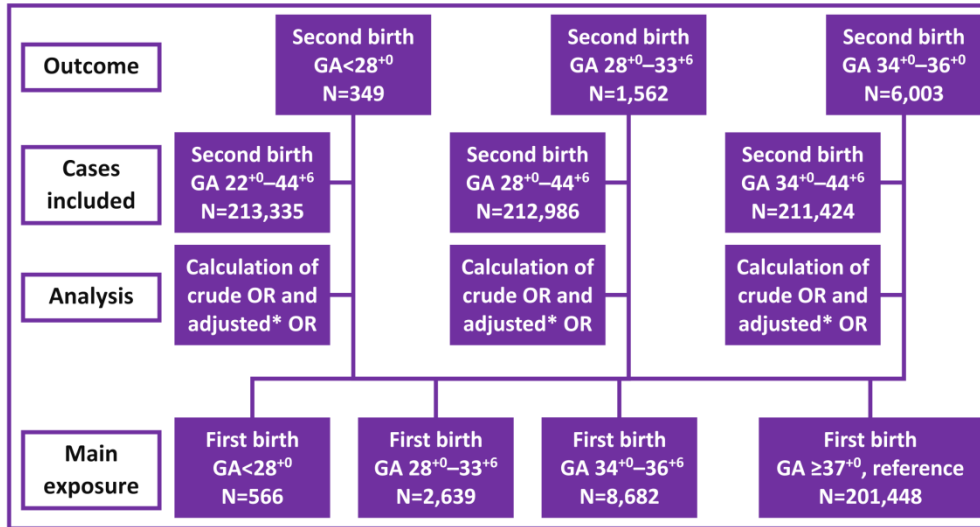 Outcome
Second birth
GA<28⁺⁰
N=349
Second birth
GA 28⁺⁰–33⁺⁶
N=1,562
Second birth
GA 34⁺⁰–36⁺⁰
N=6,003
Cases
included
Second birth
GA 22⁺⁰–44⁺⁶
N=213,335
Second birth
GA 28⁺⁰–44⁺⁶
N=212,986
Second birth
GA 34⁺⁰–44⁺⁶
N=211,424
Analysis
Calculation of
crude OR and
adjusted* OR
Calculation of
crude OR and
adjusted* OR
Calculation of
crude OR and
adjusted* OR
Main
exposure
First birth
GA<28⁺⁰
N=566
First birth
GA 28⁺⁰–33⁺⁶
N=2,639
First birth
GA 34⁺⁰–36⁺⁶
N=8,682
First birth
GA ≥37⁺⁰, reference
N=201,448